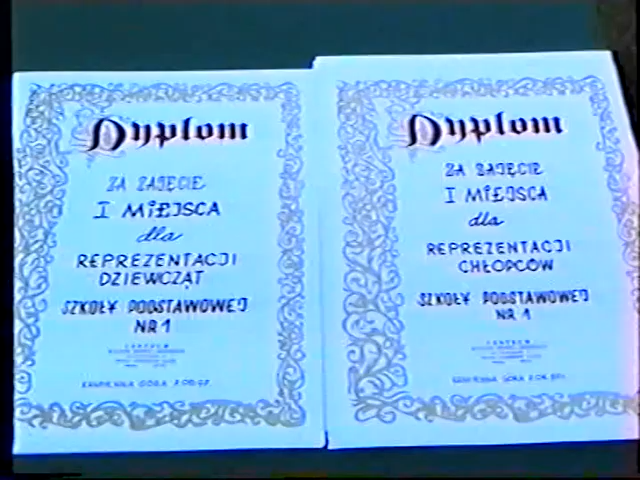 Dyplom
ZA ZAJĘCIE
I MIEJSCA
dla
REPREZENTACJI
DZIEWCZĄT
SZKOŁY PODSTAWOWEJ
NR 1
Dyplom
ZA ZAJĘCIE
I MIEJSCA
dla
REPREZENTACJI
CHŁOPCÓW
SZKOŁY PODSTAWOWEJ
NR 1